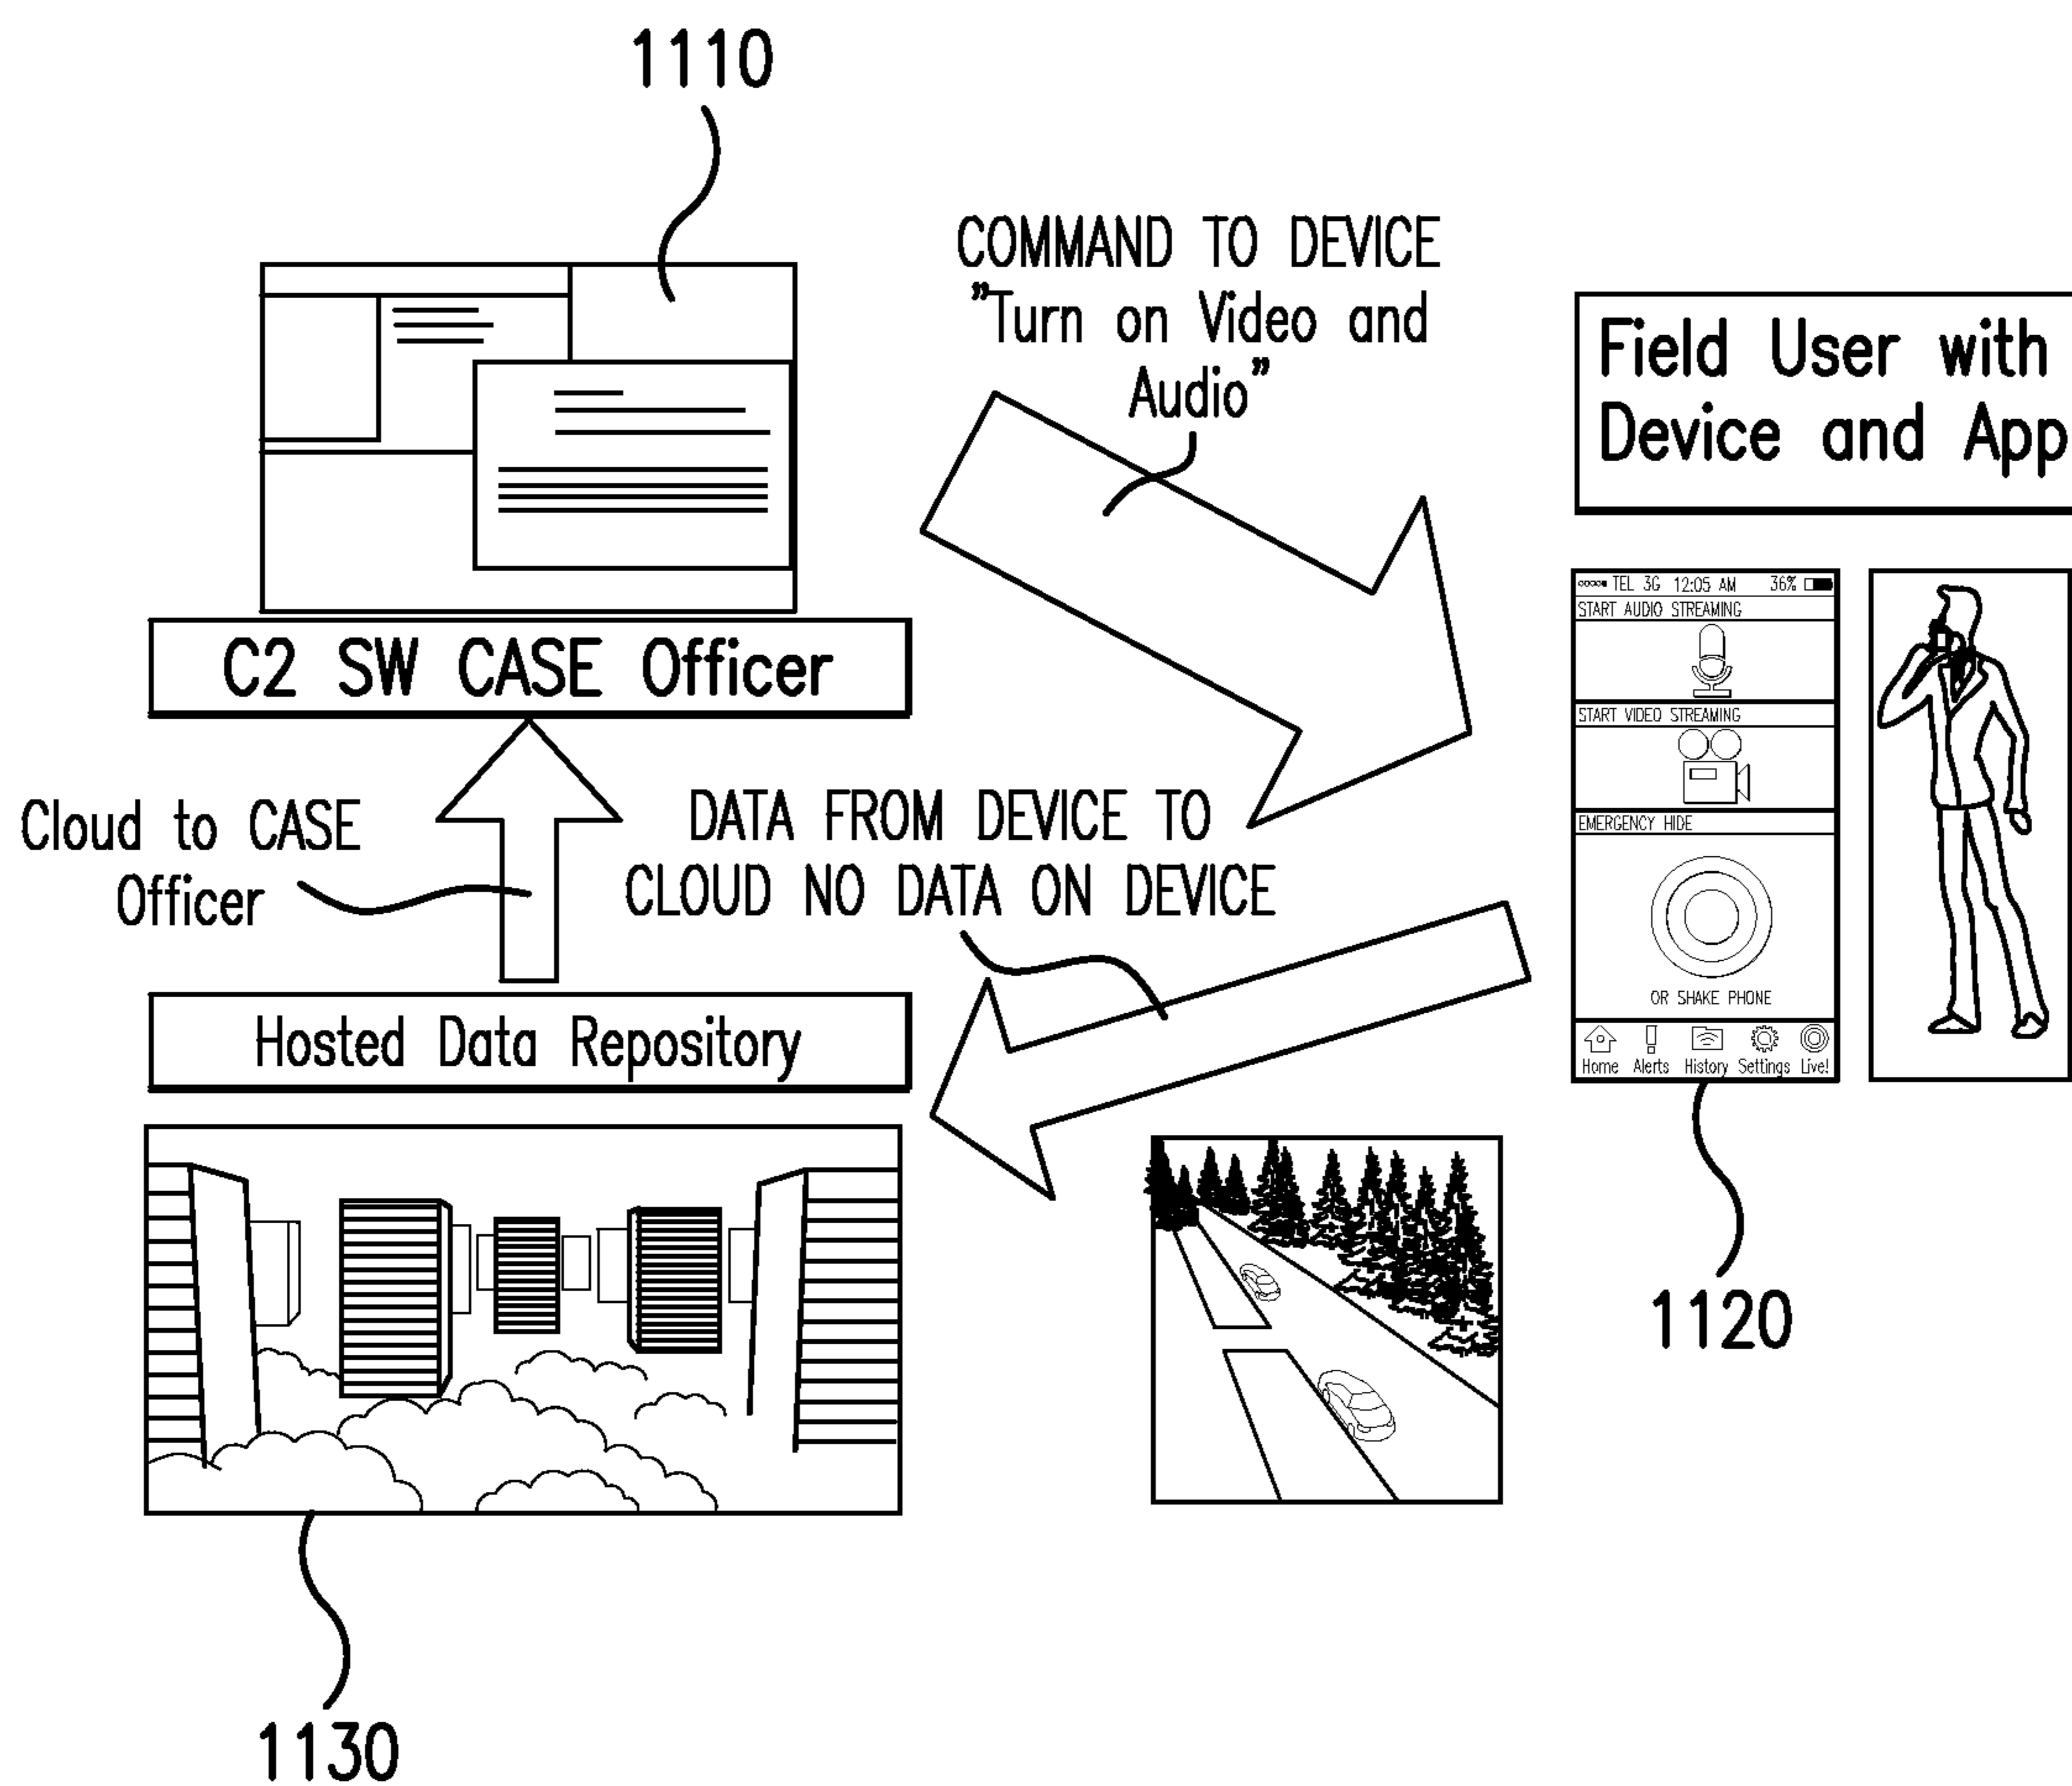 1110
COMMAND TO DEVICE
"Turn on Video and
Audio"
Field User with
Device and App
C2 SW CASE Officer
TEL 3G 12:05 AM 36%
START AUDIO STREAMING
START VIDEO STREAMING
EMERGENCY HIDE
OR SHAKE PHONE
Home Alerts History Settings Live!
Cloud to CASE
Officer
DATA FROM DEVICE TO
CLOUD NO DATA ON DEVICE
Hosted Data Repository
1120
1130